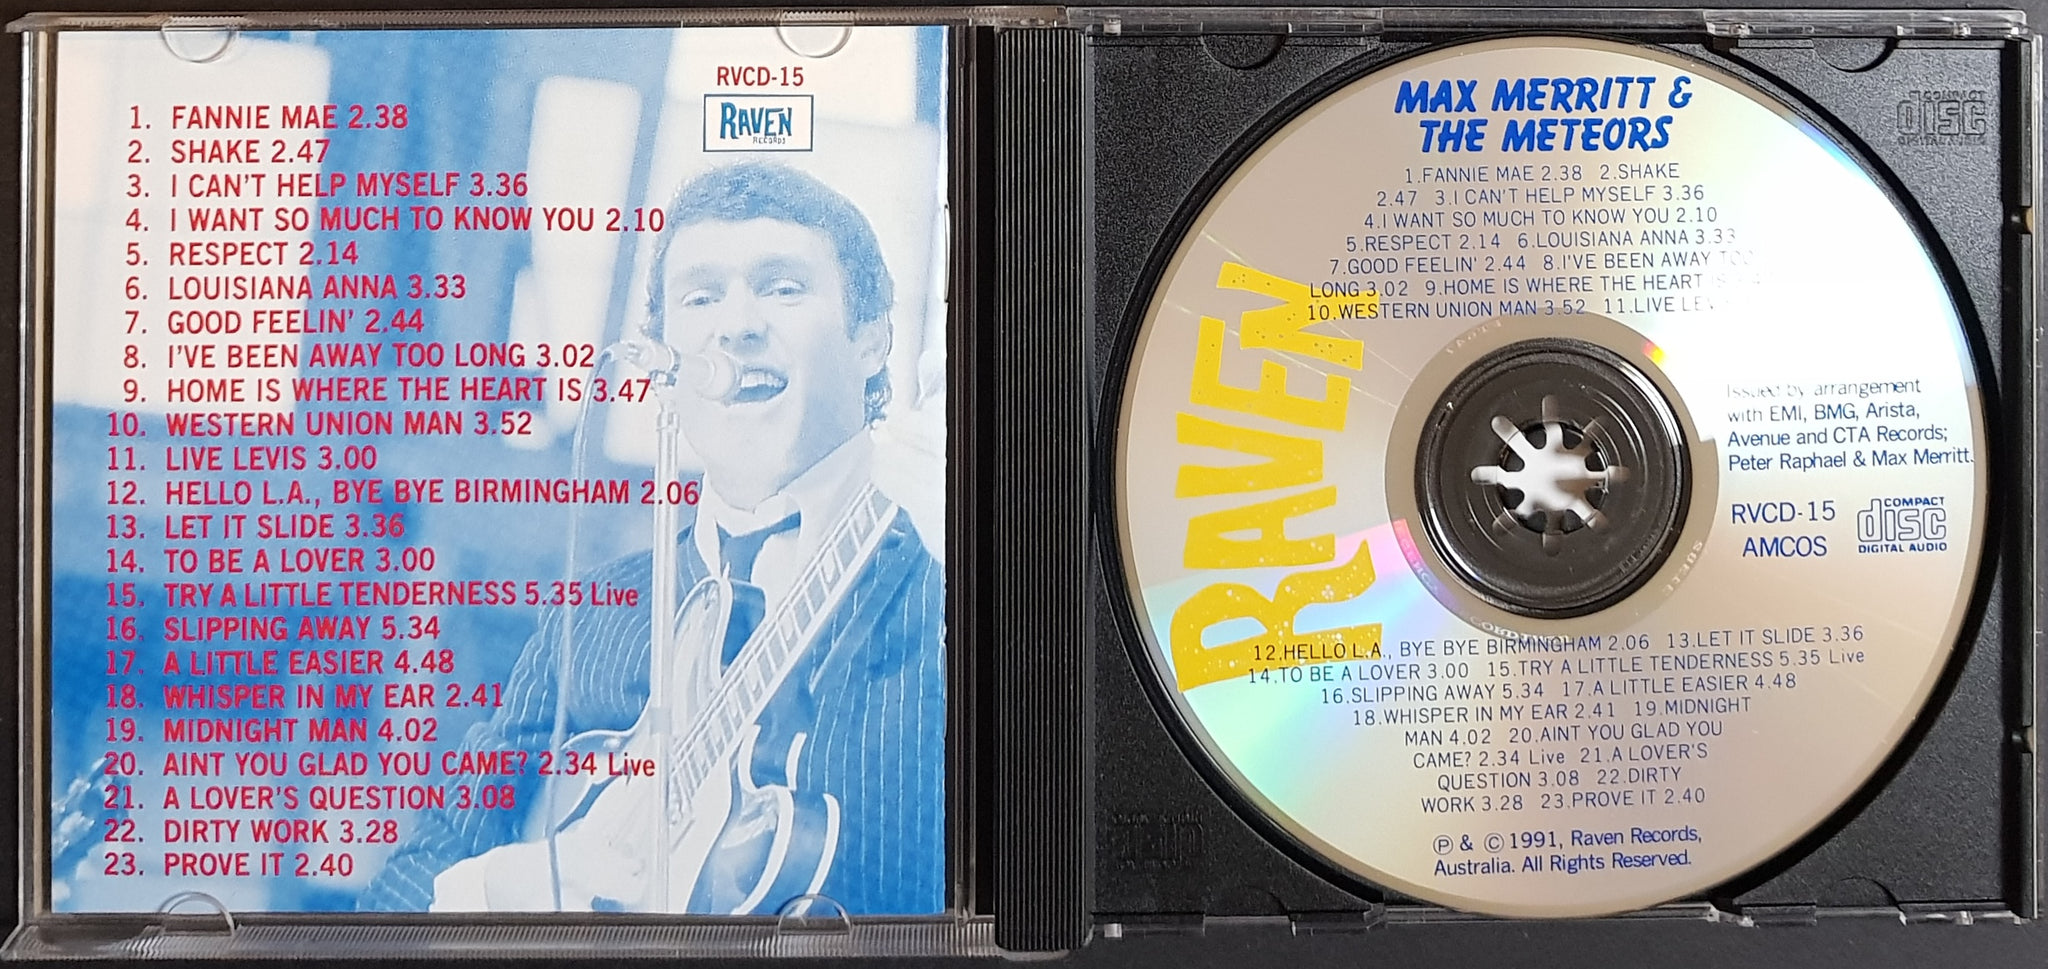 RVCD-15
RAVEN
RECORDS
1. FANNIE MAE 2.38
2. SHAKE 2.47
3. I CAN'T HELP MYSELF 3.36
4. I WANT SO MUCH TO KNOW YOU 2.10
5. RESPECT 2.14
6. LOUISIANA ANNA 3.33
7. GOOD FEELIN' 2.44
8. I'VE BEEN AWAY TOO LONG 3.02
9. HOME IS WHERE THE HEART IS 3.47
10. WESTERN UNION MAN 3.52
11. LIVE LEVIS 3.00
12. HELLO L.A., BYE BYE BIRMINGHAM 2.06
13. LET IT SLIDE 3.36
14. TO BE A LOVER 3.00
15. TRY A LITTLE TENDERNESS 5.35 Live
16. SLIPPING AWAY 5.34
17. A LITTLE EASIER 4.48
18. WHISPER IN MY EAR 2.41
19. MIDNIGHT MAN 4.02
20. AINT YOU GLAD YOU CAME? 2.34 Live
21. A LOVER'S QUESTION 3.08
22. DIRTY WORK 3.28
23. PROVE IT 2.40
MAX MERRITT &
THE METEORS
1.FANNIE MAE 2.38 2.SHAKE
2.47 3.I CAN'T HELP MYSELF 3.36
4.I WANT SO MUCH TO KNOW YOU 2.10
5.RESPECT 2.14 6.LOUISIANA ANNA 3.33
7.GOOD FEELIN' 2.44 8.I'VE BEEN AWAY TOO
LONG 3.02 9.HOME IS WHERE THE HEART IS
10.WESTERN UNION MAN 3.52 11.LIVE
RAVEN
Issued by arrangement
with EMI, BMG, Arista,
Avenue and CTA Records;
Peter Raphael & Max Merritt.
RVCD-15
AMCOS
COMPACT
disc
DIGITAL AUDIO
12.HELLO L.A., BYE BYE BIRMINGHAM 2.06 13.LET IT SLIDE 3.36
14.TO BE A LOVER 3.00 15.TRY A LITTLE TENDERNESS 5.35 Live
16.SLIPPING AWAY 5.34 17.A LITTLE EASIER 4.48
18.WHISPER IN MY EAR 2.41 19.MIDNIGHT
MAN 4.02 20.AINT YOU GLAD YOU
CAME? 2.34 Live 21.A LOVER'S
QUESTION 3.08 22.DIRTY
WORK 3.28 23.PROVE IT 2.40
Ⓟ & © 1991, Raven Records,
Australia. All Rights Reserved.
COMPACT
disc
DIGITAL AUDIO